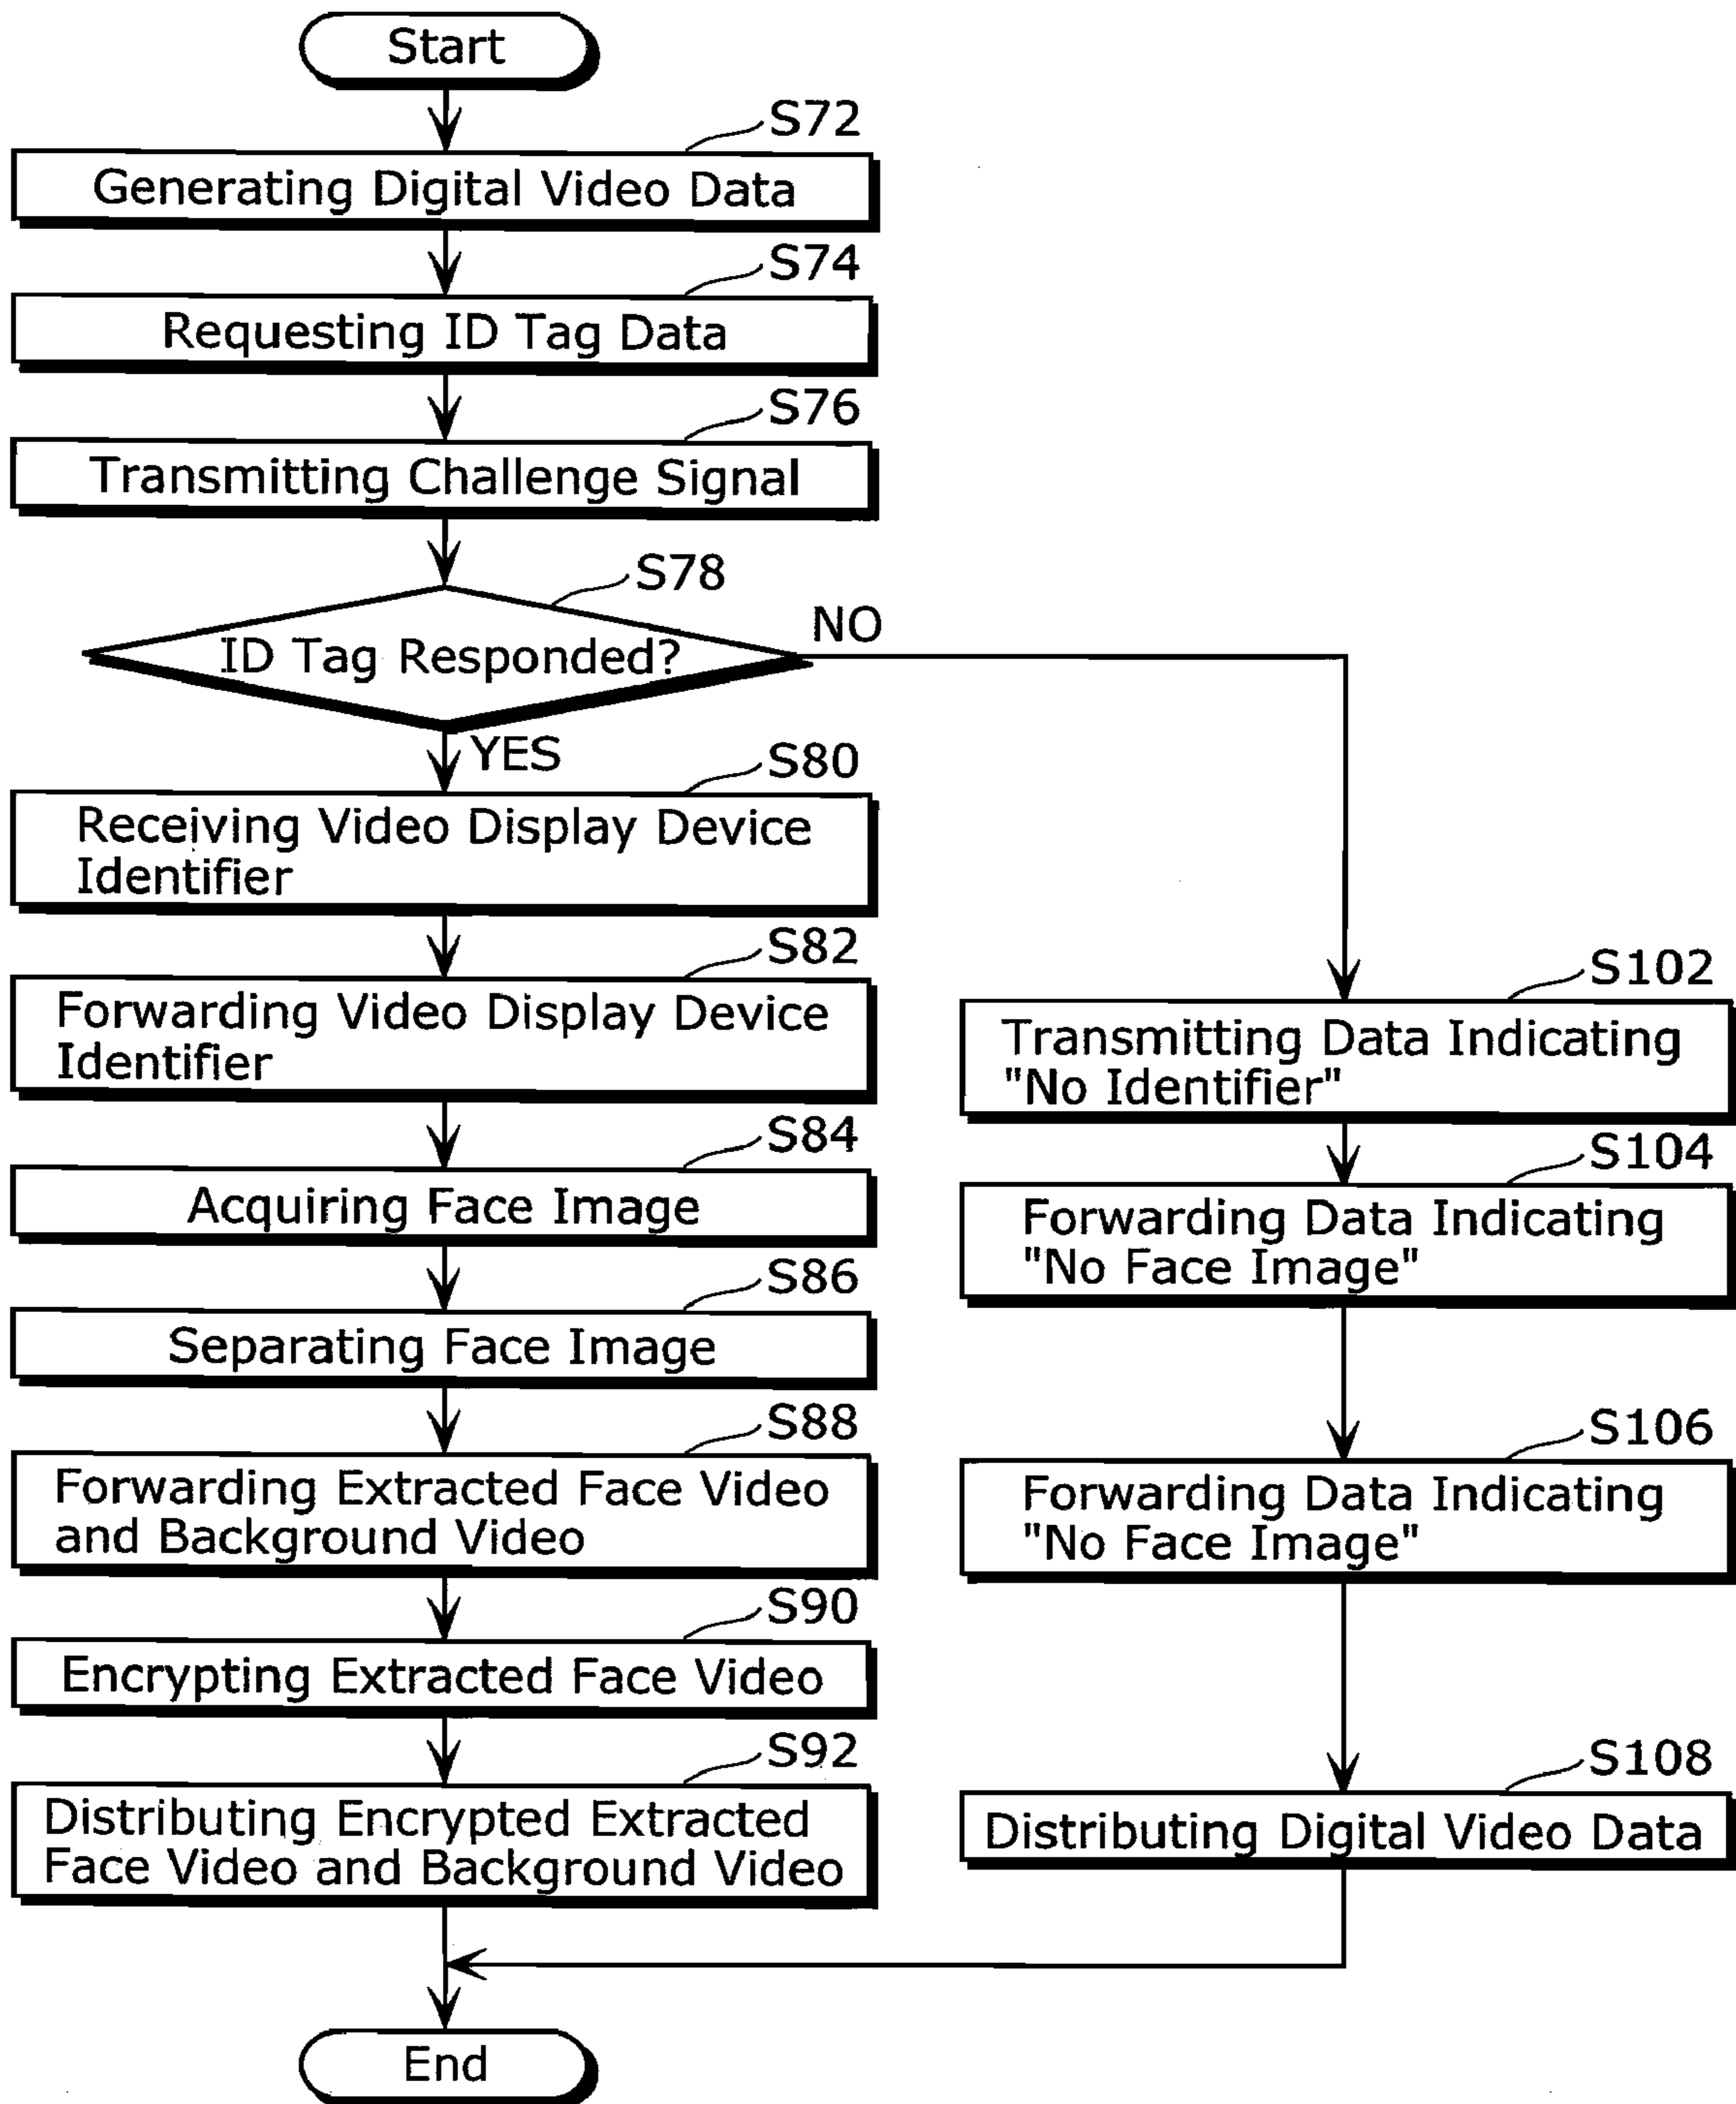 Start
S72
Generating Digital Video Data
S74
Requesting ID Tag Data
S76
Transmitting Challenge Signal
S78
ID Tag Responded?
NO
YES
S80
Receiving Video Display Device
Identifier
S82
Forwarding Video Display Device
Identifier
S84
Acquiring Face Image
S86
Separating Face Image
S88
Forwarding Extracted Face Video
and Background Video
S90
Encrypting Extracted Face Video
S92
Distributing Encrypted Extracted
Face Video and Background Video
S102
Transmitting Data Indicating
"No Identifier"
S104
Forwarding Data Indicating
"No Face Image"
S106
Forwarding Data Indicating
"No Face Image"
S108
Distributing Digital Video Data
End